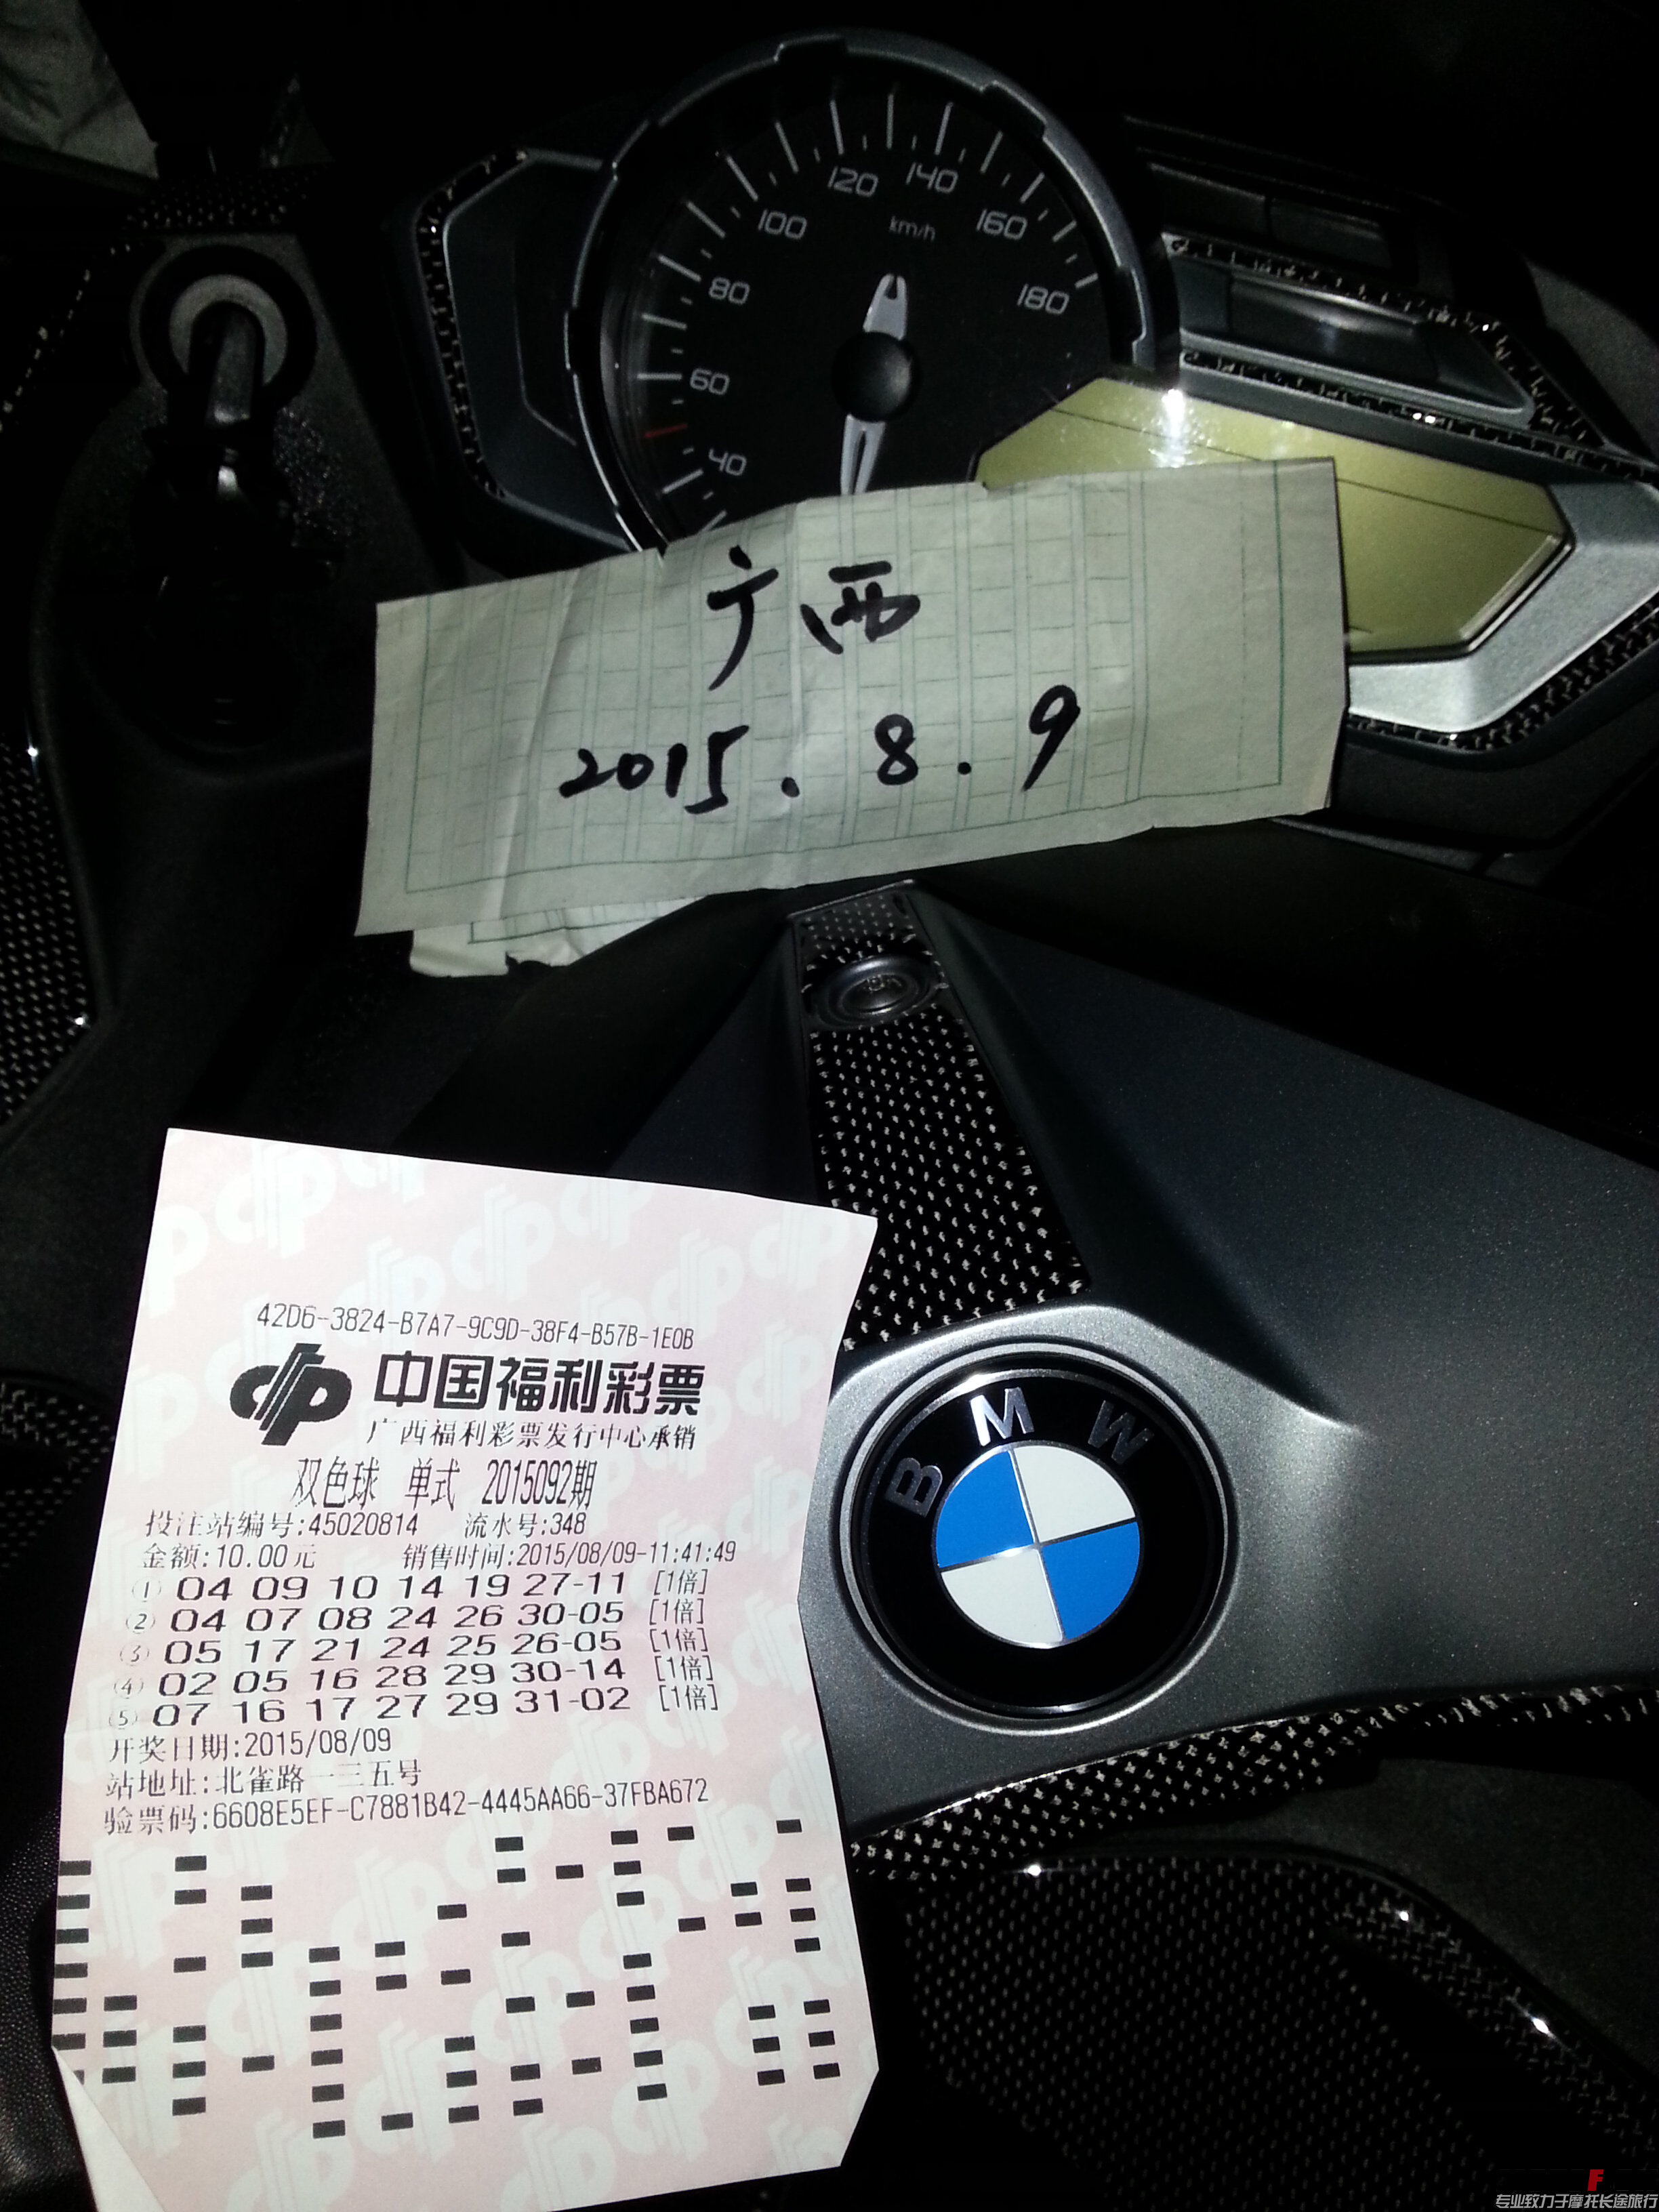 120 140
100 km/h 160
80 180
60
40
广西
2015.8.9
42D6-3824-B7A7-9C9D-38F4-B57B-1E0B
中国福利彩票
广西福利彩票发行中心承销
双色球 单式 2015092期
投注站编号:45020814 流水号:348
金额:10.00元 销售时间:2015/08/09-11:41:49
① 04 09 10 14 19 27-11 [1倍]
② 04 07 08 24 26 30-05 [1倍]
③ 05 17 21 24 25 26-05 [1倍]
④ 02 05 16 28 29 30-14 [1倍]
⑤ 07 16 17 27 29 31-02 [1倍]
开奖日期:2015/08/09
站地址:北雀路一三五号
验票码:6608E5EF-C7881B42-4445AA66-37FBA672
BMW
F
专业致力于摩托长途旅行